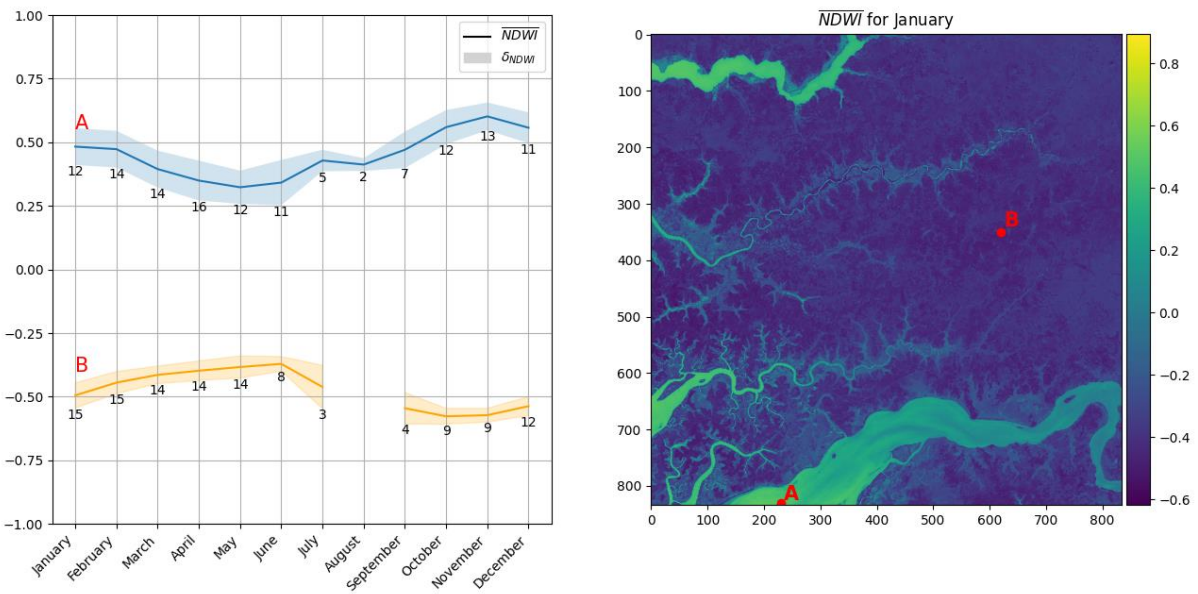 1.00
0.75
0.50
0.25
0.00
−0.25
−0.50
−0.75
−1.00
NDWI
δNDWI
A
12 14 14 16 12 11 5 2 7 12 13 11
B
15 15 14 14 14 8 3 4 9 9 12
January February March April May June July August September October November December
NDWI for January
0
100
200
300
400
500
600
700
800
B
A
0 100 200 300 400 500 600 700 800
0.8
0.6
0.4
0.2
0.0
−0.2
−0.4
−0.6